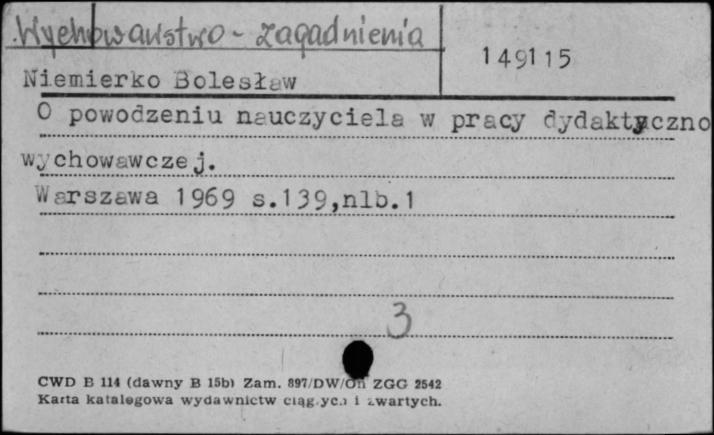 Wychowawstwo - zagadnienia
149115
Niemierko Bolesław
O powodzeniu nauczyciela w pracy dydaktyczno
wychowawczej.
Warszawa 1969 s.139,nlb.1
3
CWD B 114 (dawny B 15b) Zam. 897/DW/On ZGG 2542
Karta katalogowa wydawnictw ciągłych i zwartych.